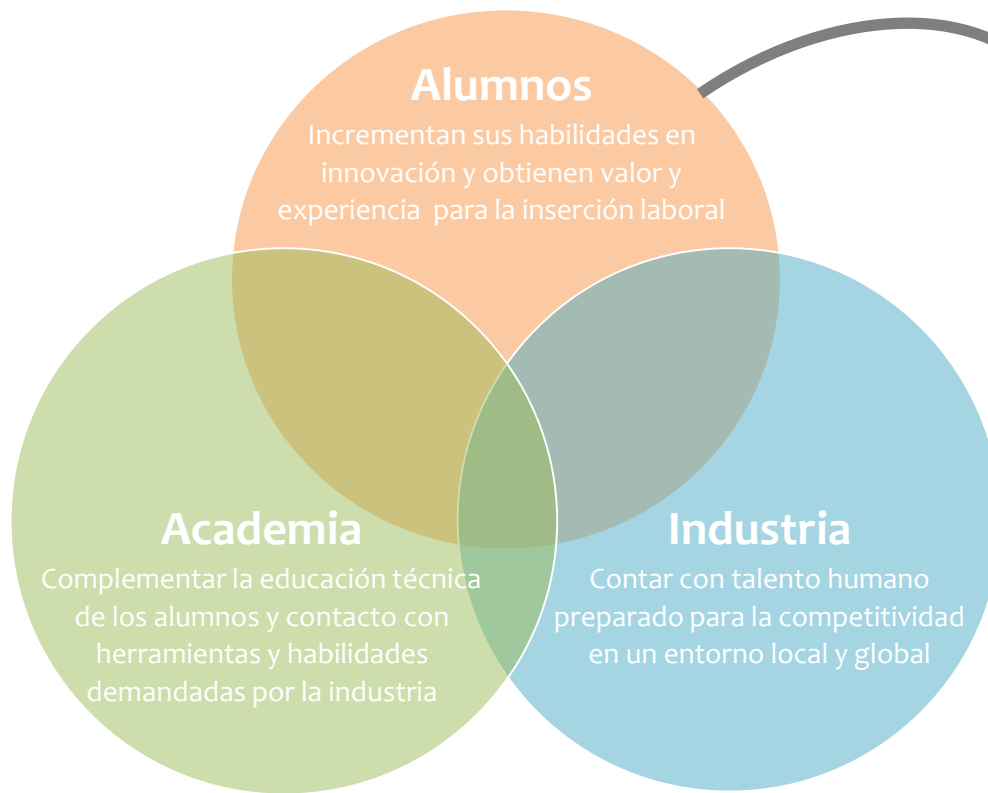 Alumnos
Incrementan sus habilidades en
innovación y obtienen valor y
experiencia  para la inserción laboral
Academia
Complementar la educación técnica
de los alumnos y contacto con
herramientas y habilidades
demandadas por la industria
Industria
Contar con talento humano
preparado para la competitividad
en un entorno local y global